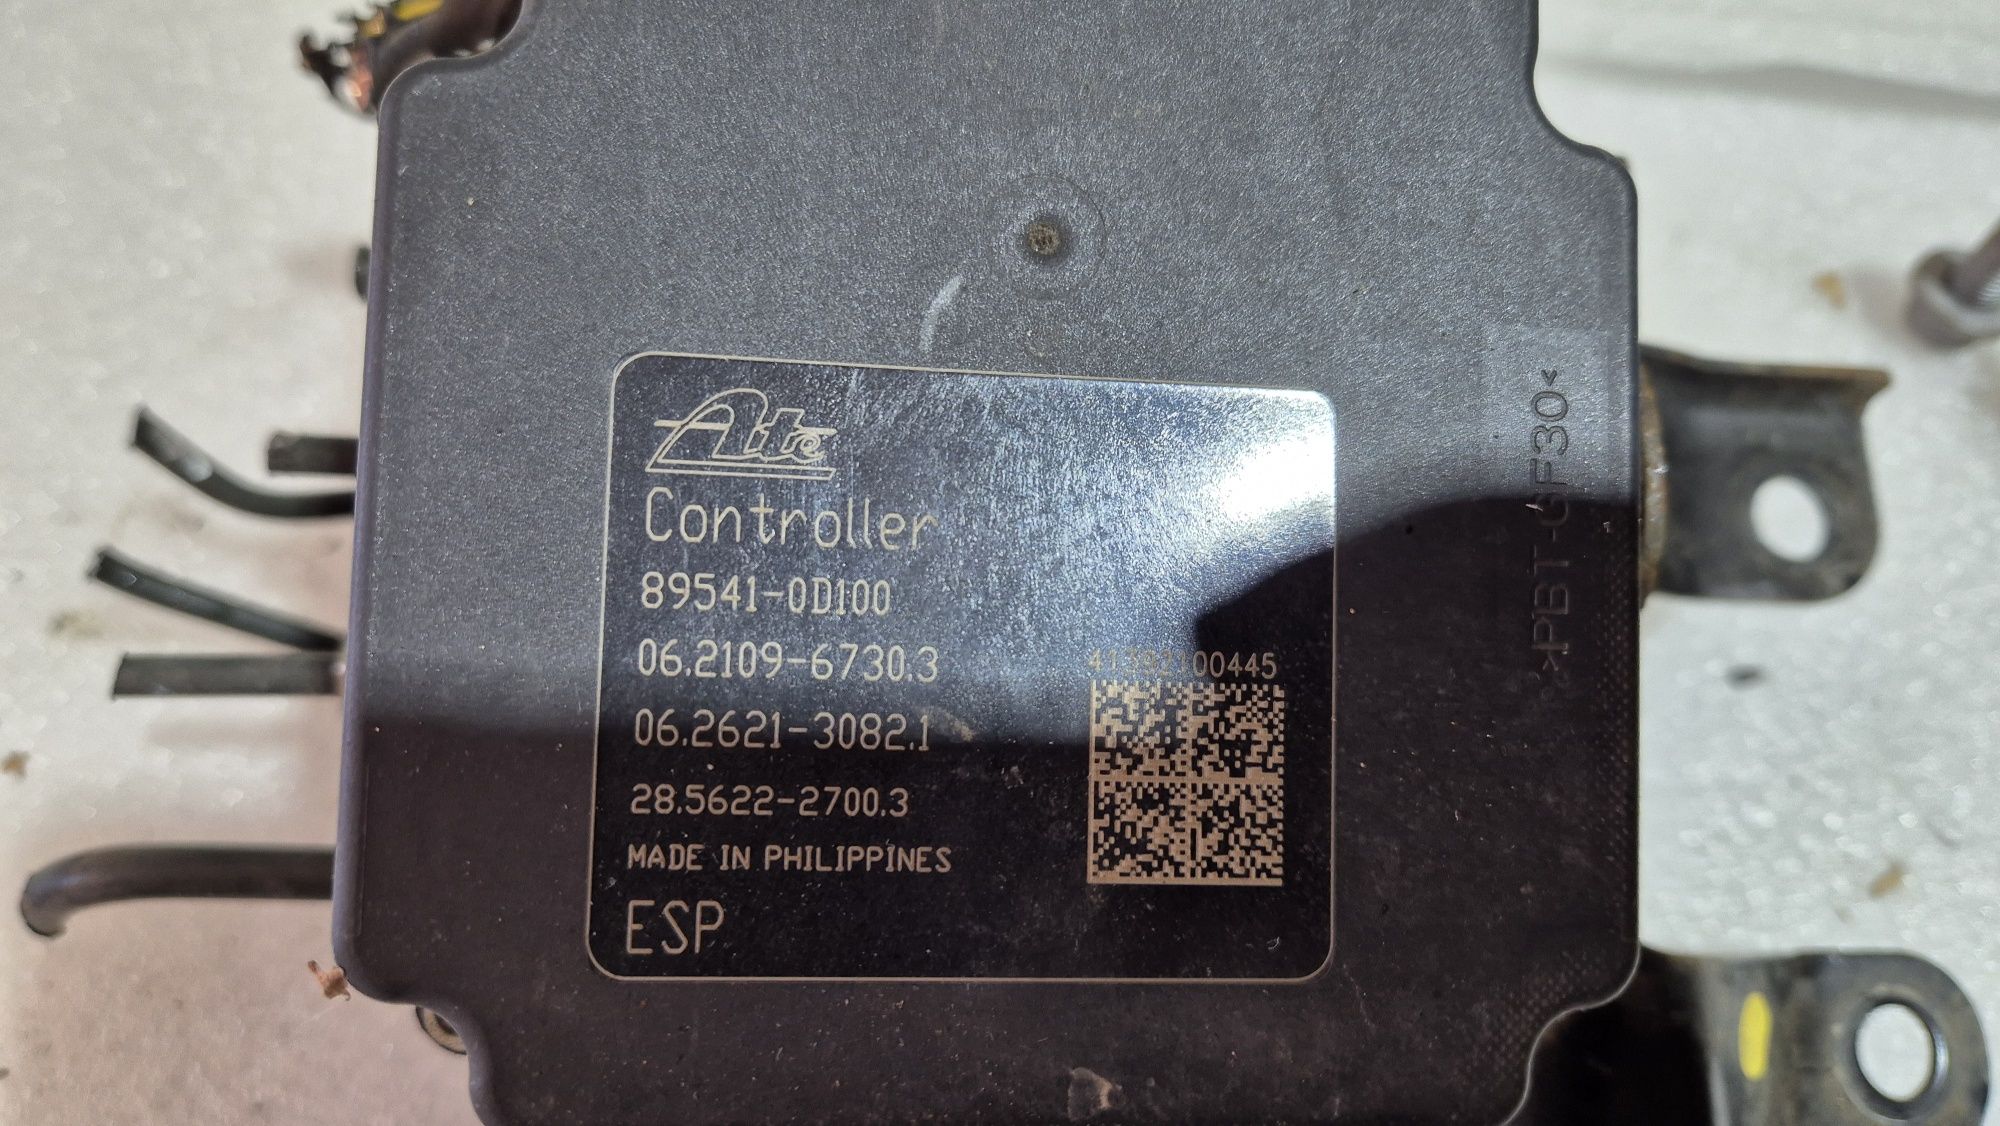 Ate
Controller
89541-0D100
06.2109-6730.3
06.2621-3082.1
28.5622-2700.3
MADE IN PHILIPPINES
ESP
41392100445
>PBT-GF30<